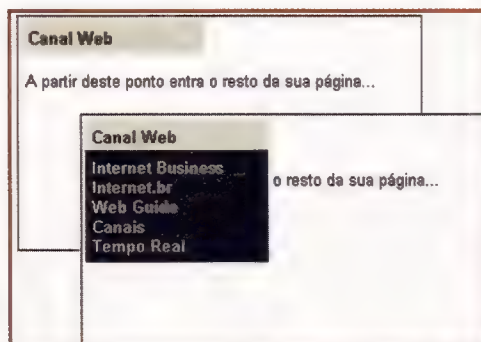 Canal Web
A partir deste ponto entra o resto da sua página...
Canal Web
Internet Business
Internet.br
Web Guide
Canais
Tempo Real
o resto da sua página...